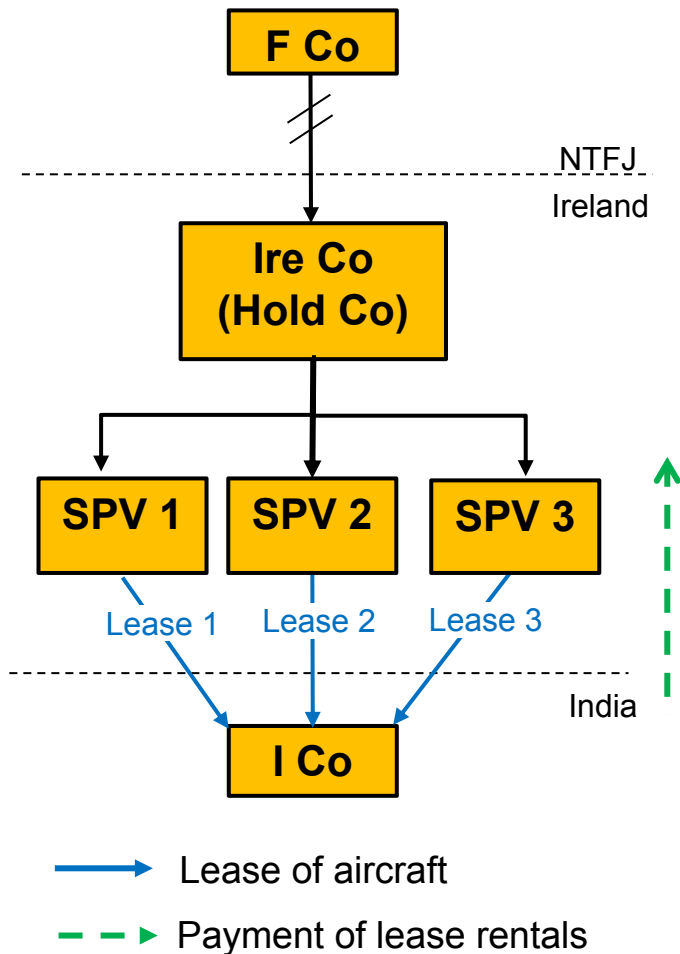 F Co
NTFJ
Ireland
Ire Co
(Hold Co)
SPV 1
SPV 2
SPV 3
Lease 1
Lease 2
Lease 3
India
I Co
Lease of aircraft
Payment of lease rentals